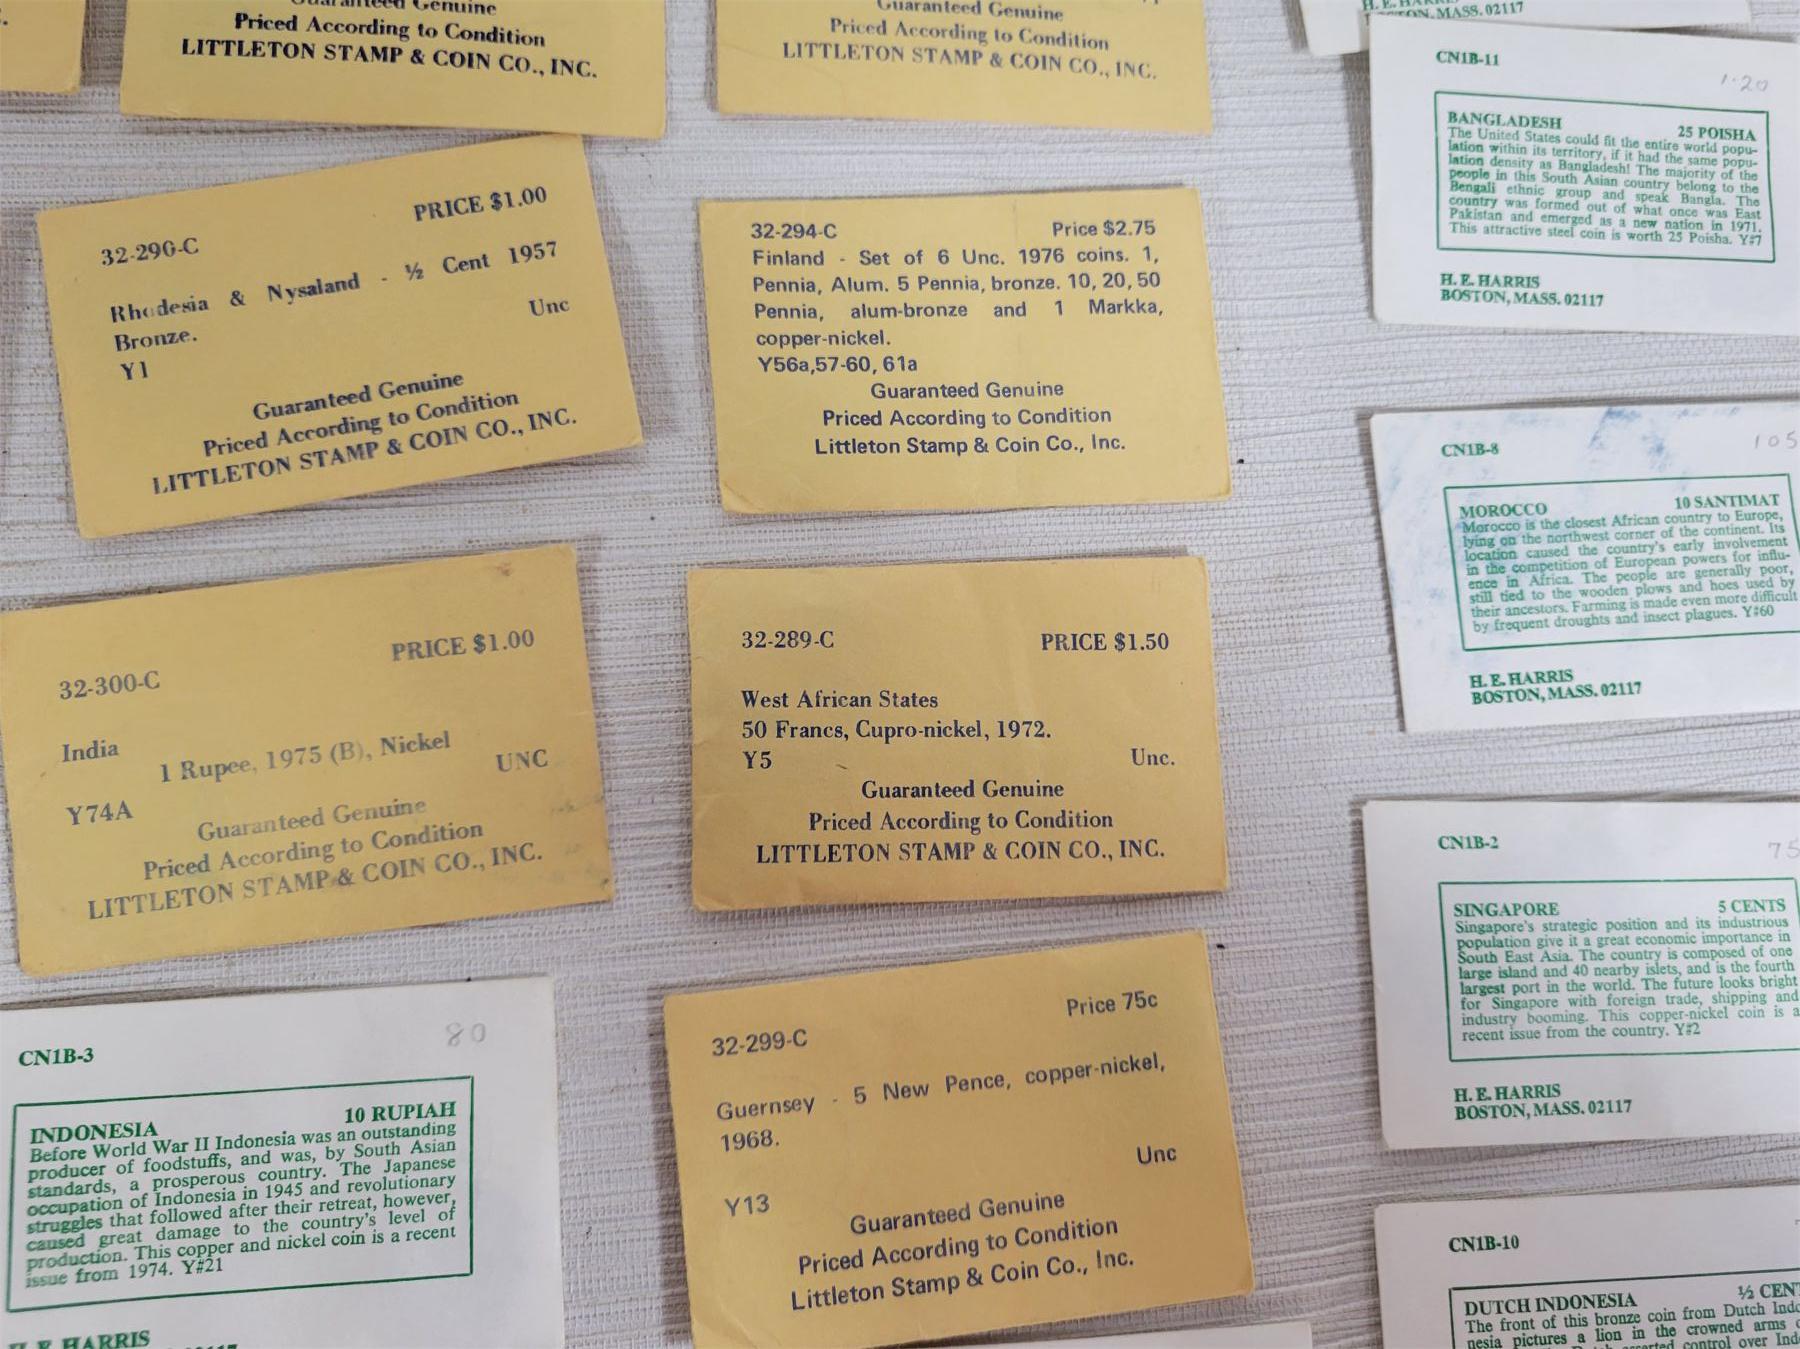 Guaranteed Genuine
Priced According to Condition
LITTLETON STAMP & COIN CO., INC.
Guaranteed Genuine
Priced According to Condition
LITTLETON STAMP & COIN CO., INC.
H. E. HARRIS
BOSTON, MASS. 02117
32-290-C
PRICE $1.00
Rhodesia & Nysaland - ½ Cent 1957
Bronze.
Unc
Y1
Guaranteed Genuine
Priced According to Condition
LITTLETON STAMP & COIN CO., INC.
32-294-C Price $2.75
Finland - Set of 6 Unc. 1976 coins. 1,
Pennia, Alum. 5 Pennia, bronze. 10, 20, 50
Pennia, alum-bronze and 1 Markka,
copper-nickel.
Y56a,57-60, 61a
Guaranteed Genuine
Priced According to Condition
Littleton Stamp & Coin Co., Inc.
CN1B-11
1.20
BANGLADESH 25 POISHA
The United States could fit the entire world popu-
lation within its territory, if it had the same popu-
lation density as Bangladesh! The majority of the
people in this South Asian country belong to the
Bengali ethnic group and speak Bangla. The
country was formed out of what once was East
Pakistan and emerged as a new nation in 1971.
This attractive steel coin is worth 25 Poisha. Y#7
H. E. HARRIS
BOSTON, MASS. 02117
32-300-C
PRICE $1.00
India
1 Rupee, 1975 (B), Nickel
UNC
Y74A
Guaranteed Genuine
Priced According to Condition
LITTLETON STAMP & COIN CO., INC.
32-289-C PRICE $1.50
West African States
50 Francs, Cupro-nickel, 1972.
Y5 Unc.
Guaranteed Genuine
Priced According to Condition
LITTLETON STAMP & COIN CO., INC.
CN1B-8
105
MOROCCO 10 SANTIMAT
Morocco is the closest African country to Europe,
lying on the northwest corner of the continent. Its
location caused the country's early involvement
in the competition of European powers for influ-
ence in Africa. The people are generally poor,
still tied to the wooden plows and hoes used by
their ancestors. Farming is made even more difficult
by frequent droughts and insect plagues. Y#60
H. E. HARRIS
BOSTON, MASS. 02117
CN1B-3
80
INDONESIA 10 RUPIAH
Before World War II Indonesia was an outstanding
producer of foodstuffs, and was, by South Asian
standards, a prosperous country. The Japanese
occupation of Indonesia in 1945 and revolutionary
struggles that followed after their retreat, however,
caused great damage to the country's level of
production. This copper and nickel coin is a recent
issue from 1974. Y#21
H. E. HARRIS
32-299-C
Price 75c
Guernsey - 5 New Pence, copper-nickel,
1968.
Unc
Y13
Guaranteed Genuine
Priced According to Condition
Littleton Stamp & Coin Co., Inc.
CN1B-2
75
SINGAPORE 5 CENTS
Singapore's strategic position and its industrious
population give it a great economic importance in
South East Asia. The country is composed of one
large island and 40 nearby islets, and is the fourth
largest port in the world. The future looks bright
for Singapore with foreign trade, shipping and
industry booming. This copper-nickel coin is a
recent issue from the country. Y#2
H. E. HARRIS
BOSTON, MASS. 02117
CN1B-10
DUTCH INDONESIA ½ CENT
The front of this bronze coin from Dutch Indo
nesia pictures a lion in the crowned arms
control over Ind